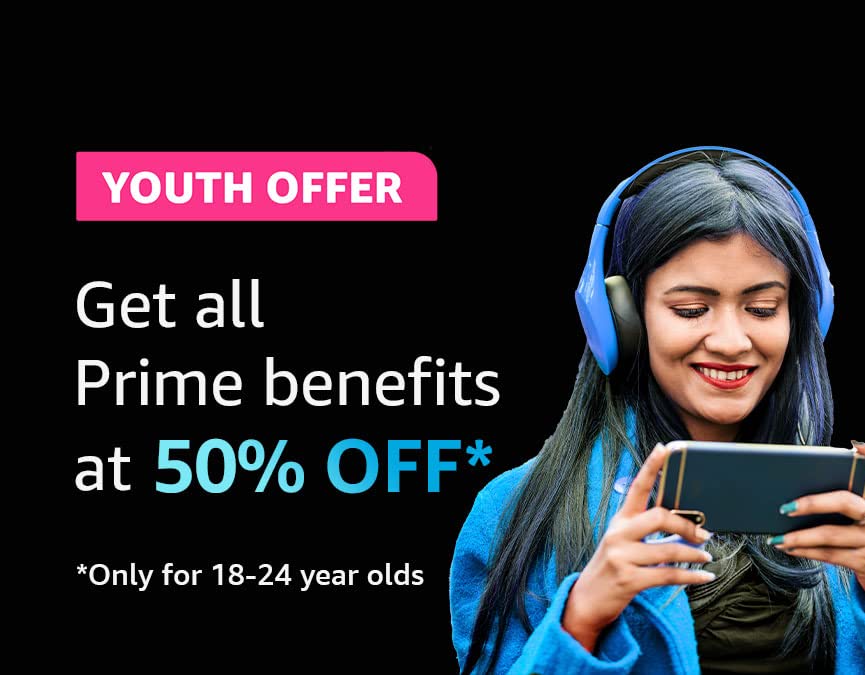 YOUTH OFFER
Get all
Prime benefits
at 50% OFF*
*Only for 18-24 year olds